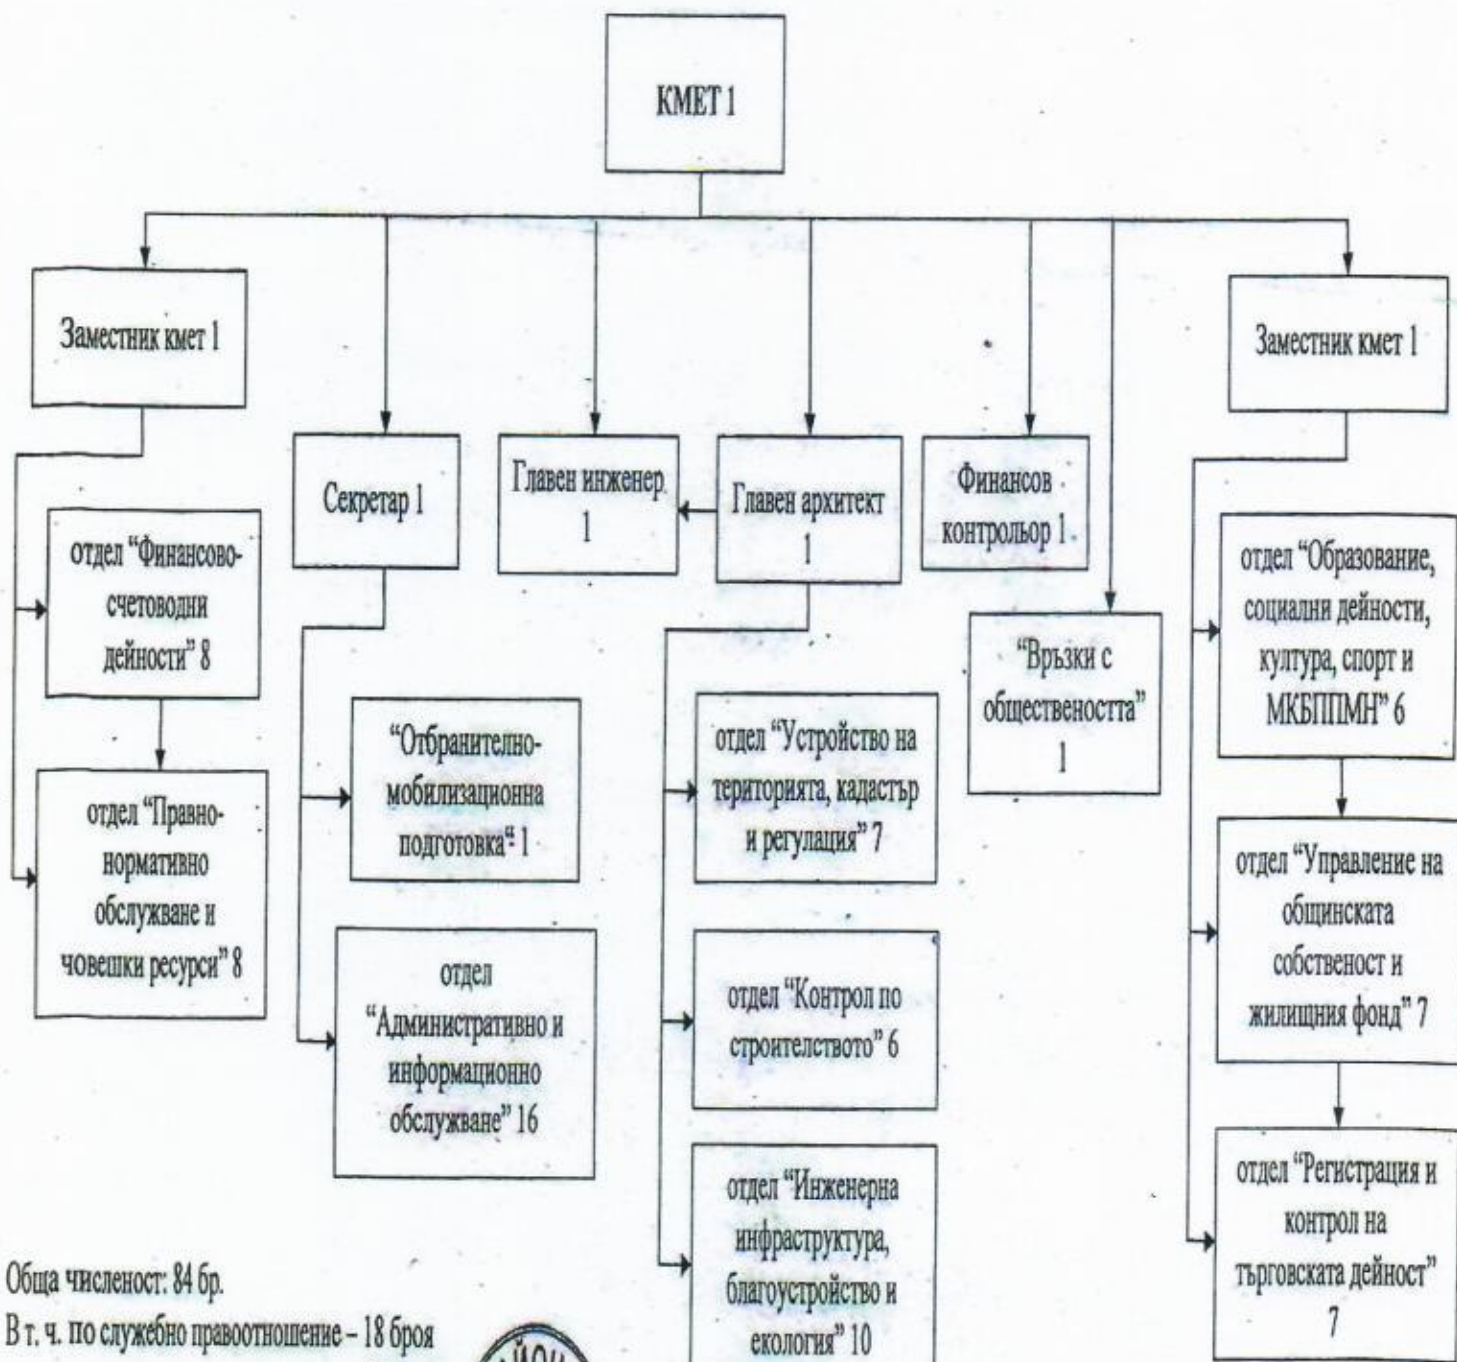 КМЕТ 1
Заместник кмет 1
Заместник кмет 1
Секретар 1
Главен инженер
1
Главен архитект
1
Финансов
контрольор 1
отдел “Финансово-
счетоводни
дейности” 8
отдел “Правно-
нормативно
обслужване и
човешки ресурси” 8
“Отбранително-
мобилизационна
подготовка“ 1
отдел
“Административно и
информационно
обслужване” 16
отдел “Устройство на
територията, кадастър
и регулация” 7
отдел “Контрол по
строителството” 6
отдел “Инженерна
инфраструктура,
благоустройство и
екология” 10
“Връзки с
обществеността”
1
отдел “Образование,
социални дейности,
култура, спорт и
МКБППМН” 6
отдел “Управление на
общинската
собственост и
жилищния фонд” 7
отдел “Регистрация и
контрол на
търговската дейност”
7
Обща численост: 84 бр.
В т. ч. по служебно правоотношение – 18 броя